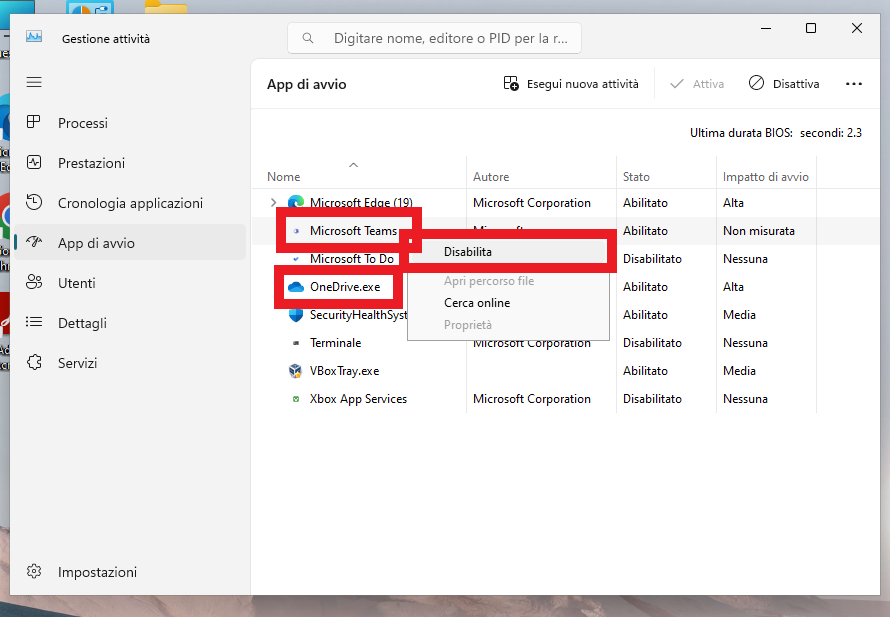 Gestione attività
Digitare nome, editore o PID per la r...
App di avvio
Esegui nuova attività
Attiva
Disattiva
Ultima durata BIOS: secondi: 2.3
Processi
Prestazioni
Cronologia applicazioni
App di avvio
Utenti
Dettagli
Servizi
Impostazioni
Nome Autore Stato Impatto di avvio
Microsoft Edge (19) Microsoft Corporation Abilitato Alta
Microsoft Teams Abilitato Non misurata
Microsoft To Do Disabilitato Nessuna
OneDrive.exe Abilitato Alta
SecurityHealthSyst Abilitato Media
Terminale Microsoft Corporation Disabilitato Nessuna
VBoxTray.exe Abilitato Media
Xbox App Services Microsoft Corporation Disabilitato Nessuna
Disabilita
Apri percorso file
Cerca online
Proprietà